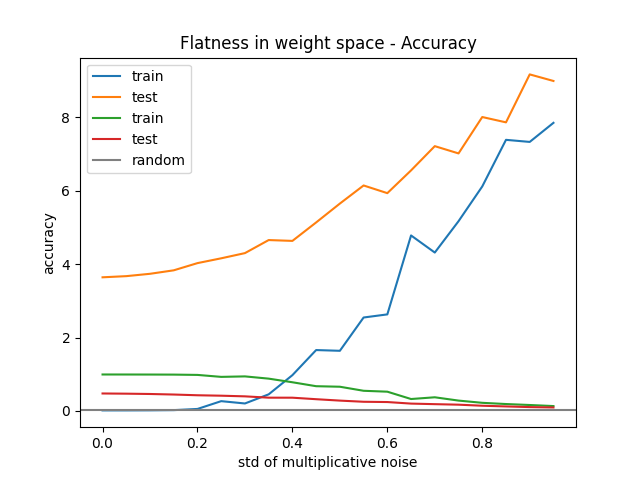 Flatness in weight space - Accuracy
train
test
train
test
random
accuracy
8
6
4
2
0
0.0 0.2 0.4 0.6 0.8
std of multiplicative noise